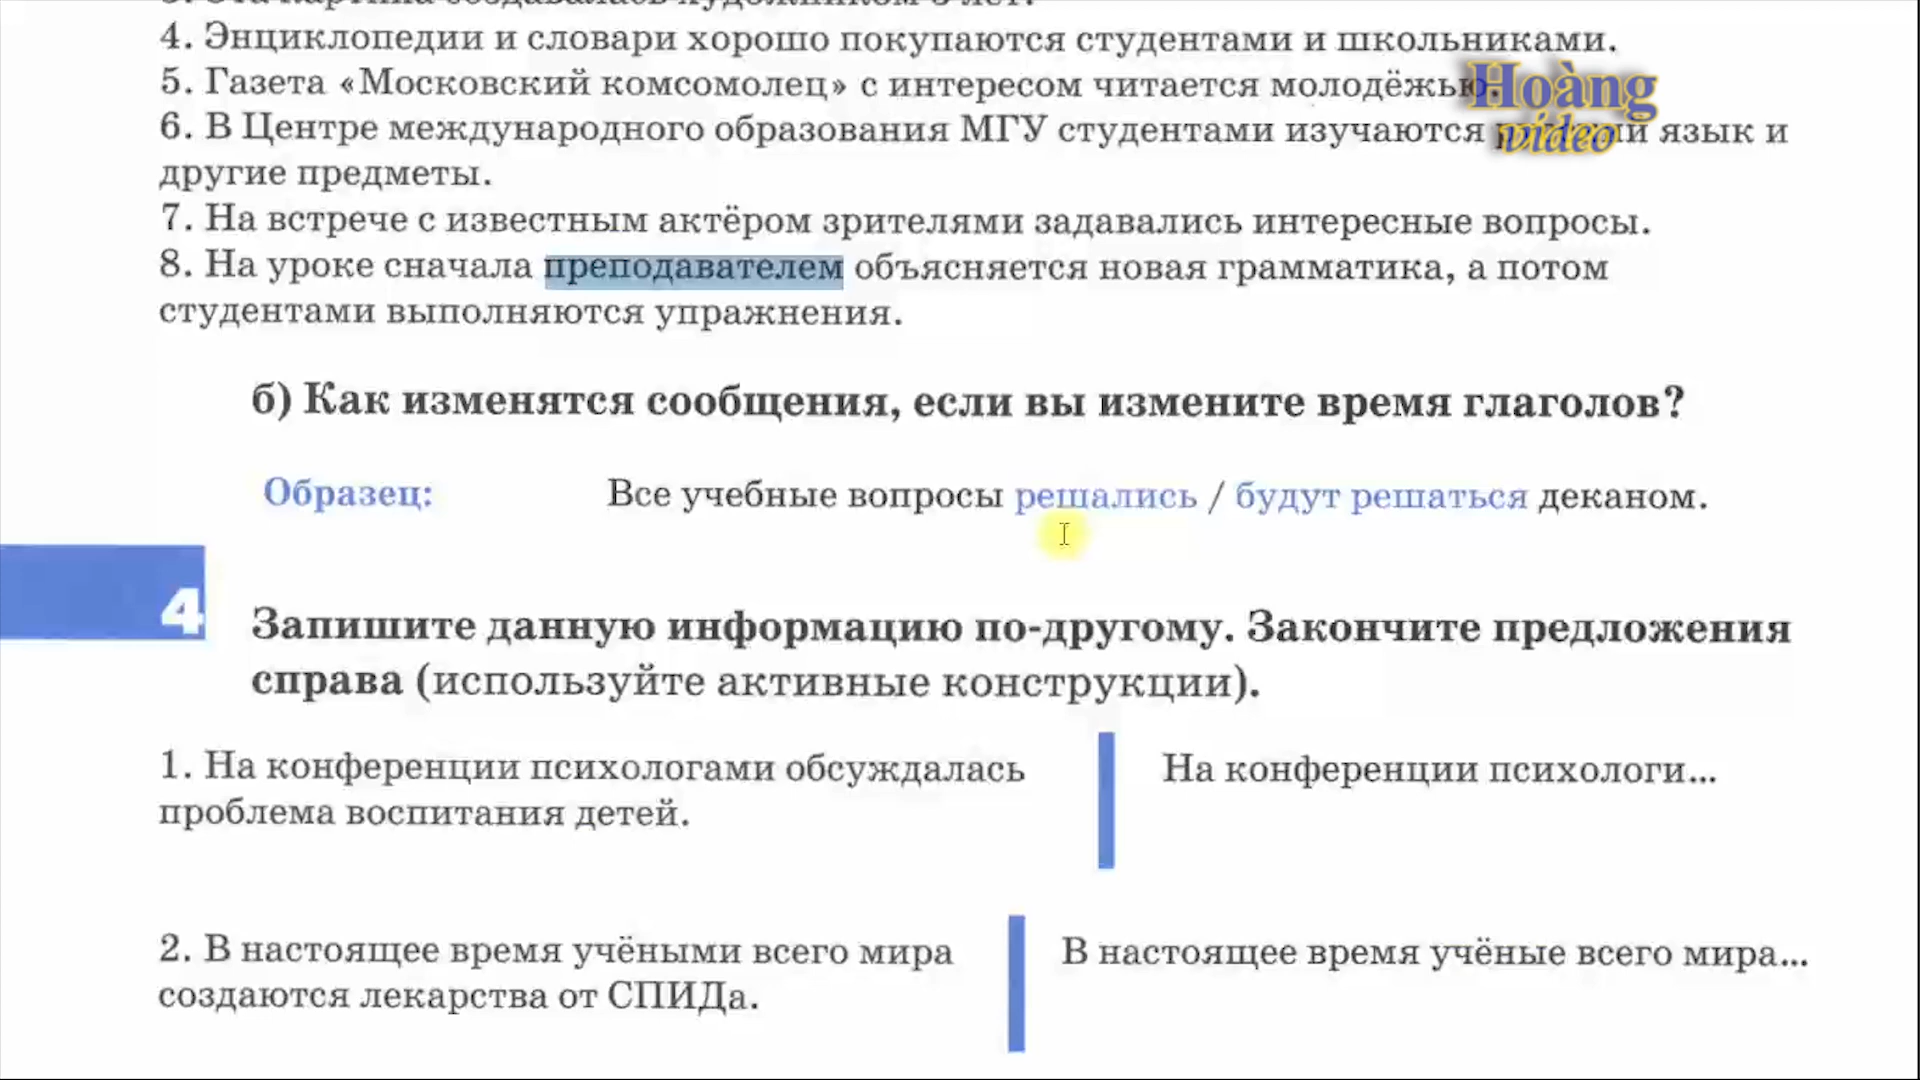 4. Энциклопедии и словари хорошо покупаются студентами и школьниками.
5. Газета «Московский комсомолец» с интересом читается молодёжью.
Hoàng
video
6. В Центре международного образования МГУ студентами изучаются язык и
другие предметы.
7. На встрече с известным актёром зрителями задавались интересные вопросы.
8. На уроке сначала преподавателем объясняется новая грамматика, а потом
студентами выполняются упражнения.
б) Как изменятся сообщения, если вы измените время глаголов?
Образец: Все учебные вопросы решались / будут решаться деканом.
4
Запишите данную информацию по-другому. Закончите предложения
справа (используйте активные конструкции).
1. На конференции психологами обсуждалась
проблема воспитания детей.
На конференции психологи...
2. В настоящее время учёными всего мира
создаются лекарства от СПИДа.
В настоящее время учёные всего мира...